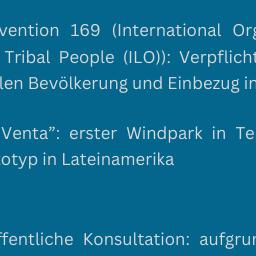 vention 169 (International Org
Tribal People (ILO)): Verpflicht
len Bevölkerung und Einbezug in
Venta”: erster Windpark in Te
otyp in Lateinamerika
ffentliche Konsultation: aufgrun